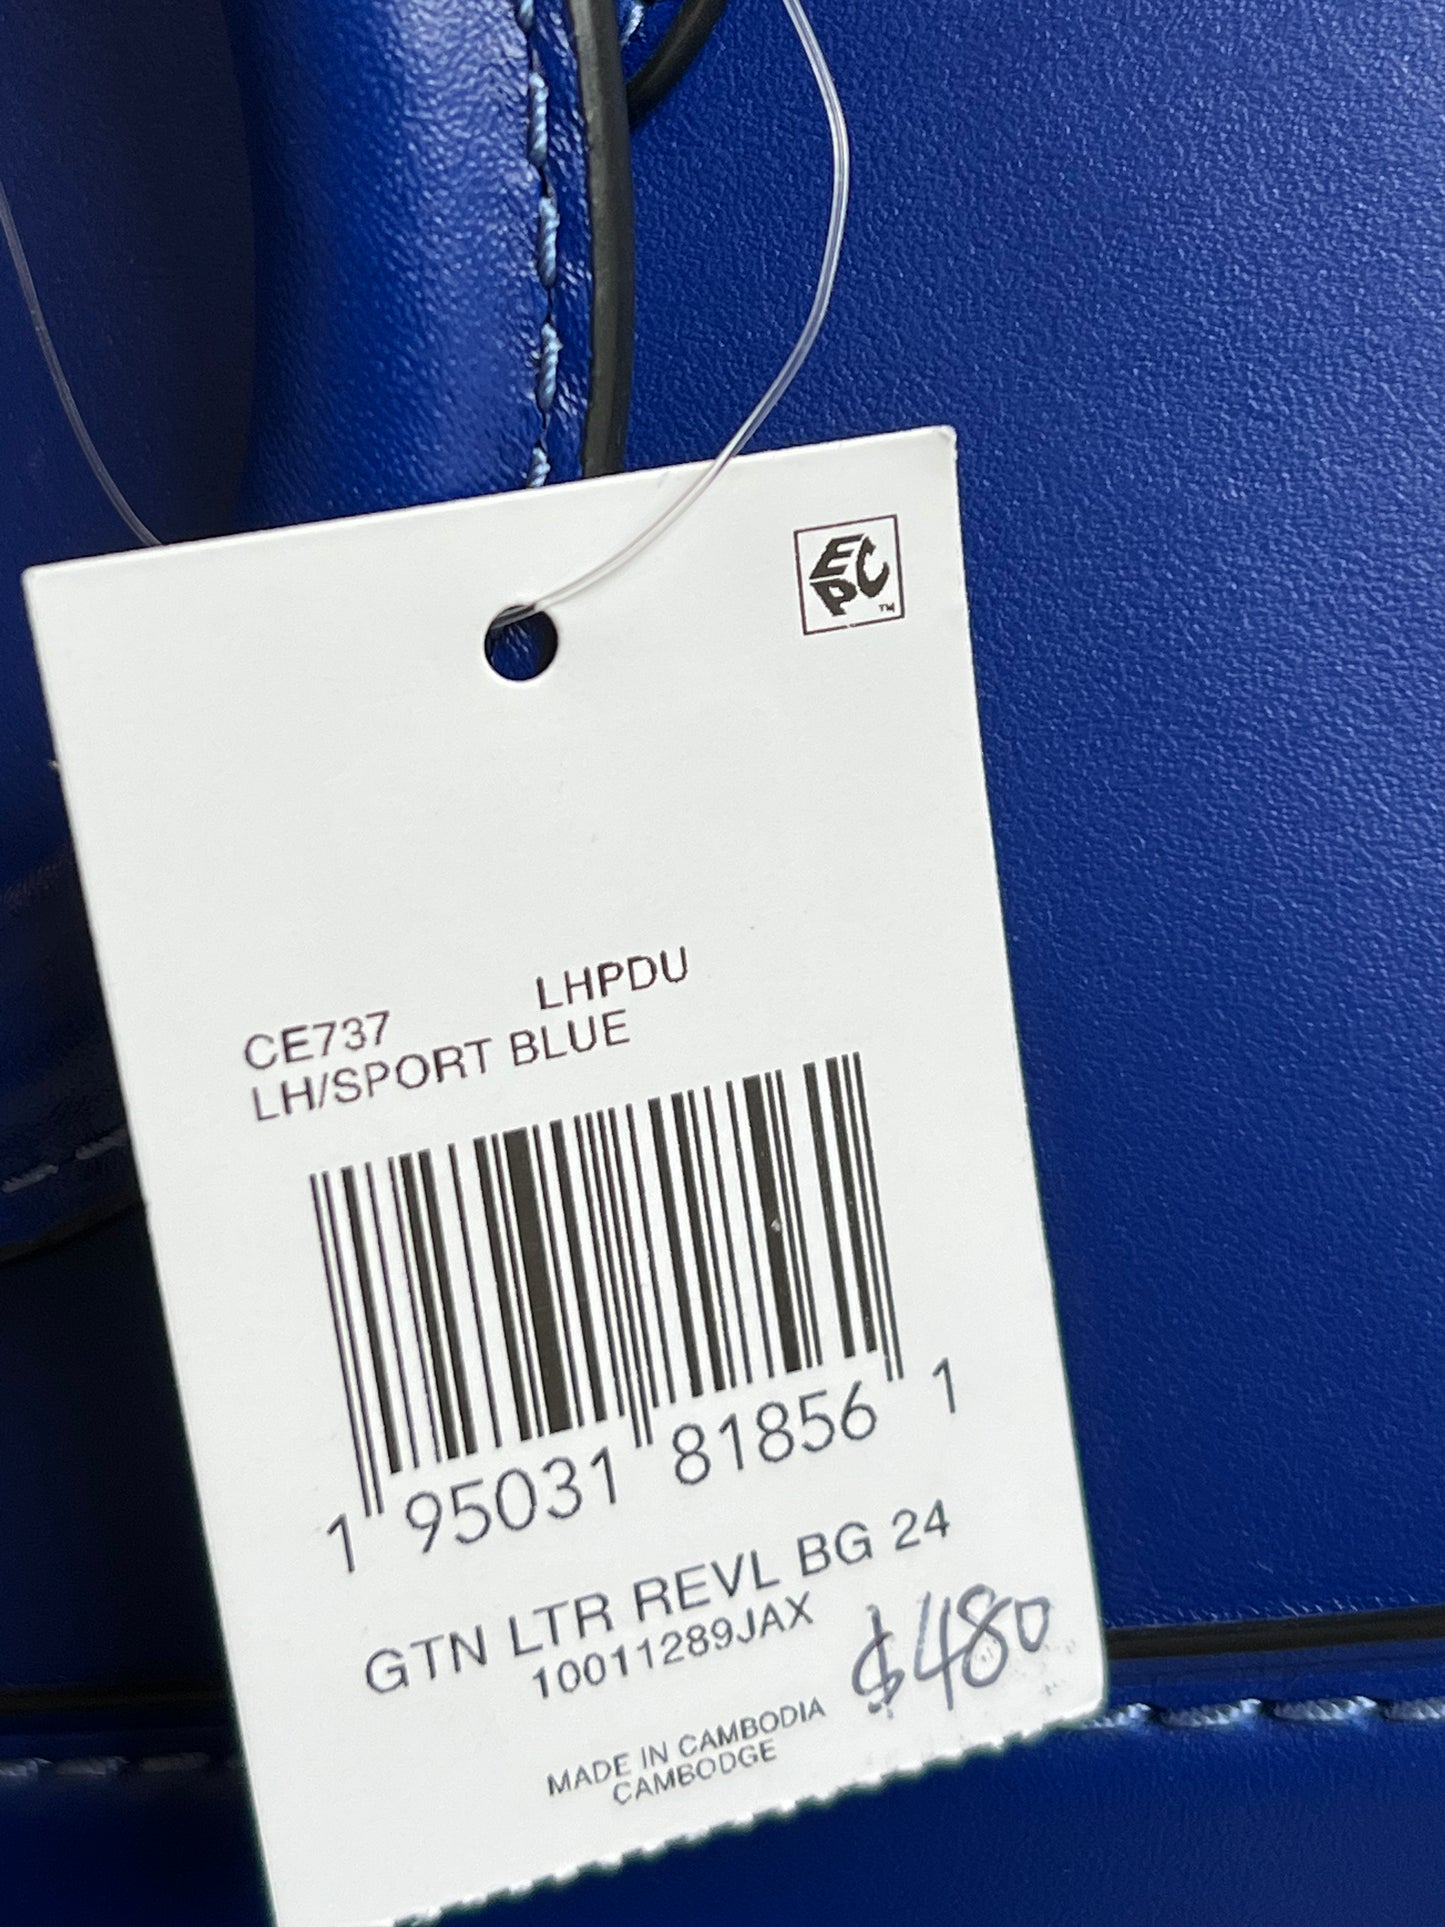 EPC™
CE737 LHPDU
LH/SPORT BLUE
1 95031 81856 1
GTN LTR REVL BG 24
10011289JAX
$480
MADE IN CAMBODIA
CAMBODGE